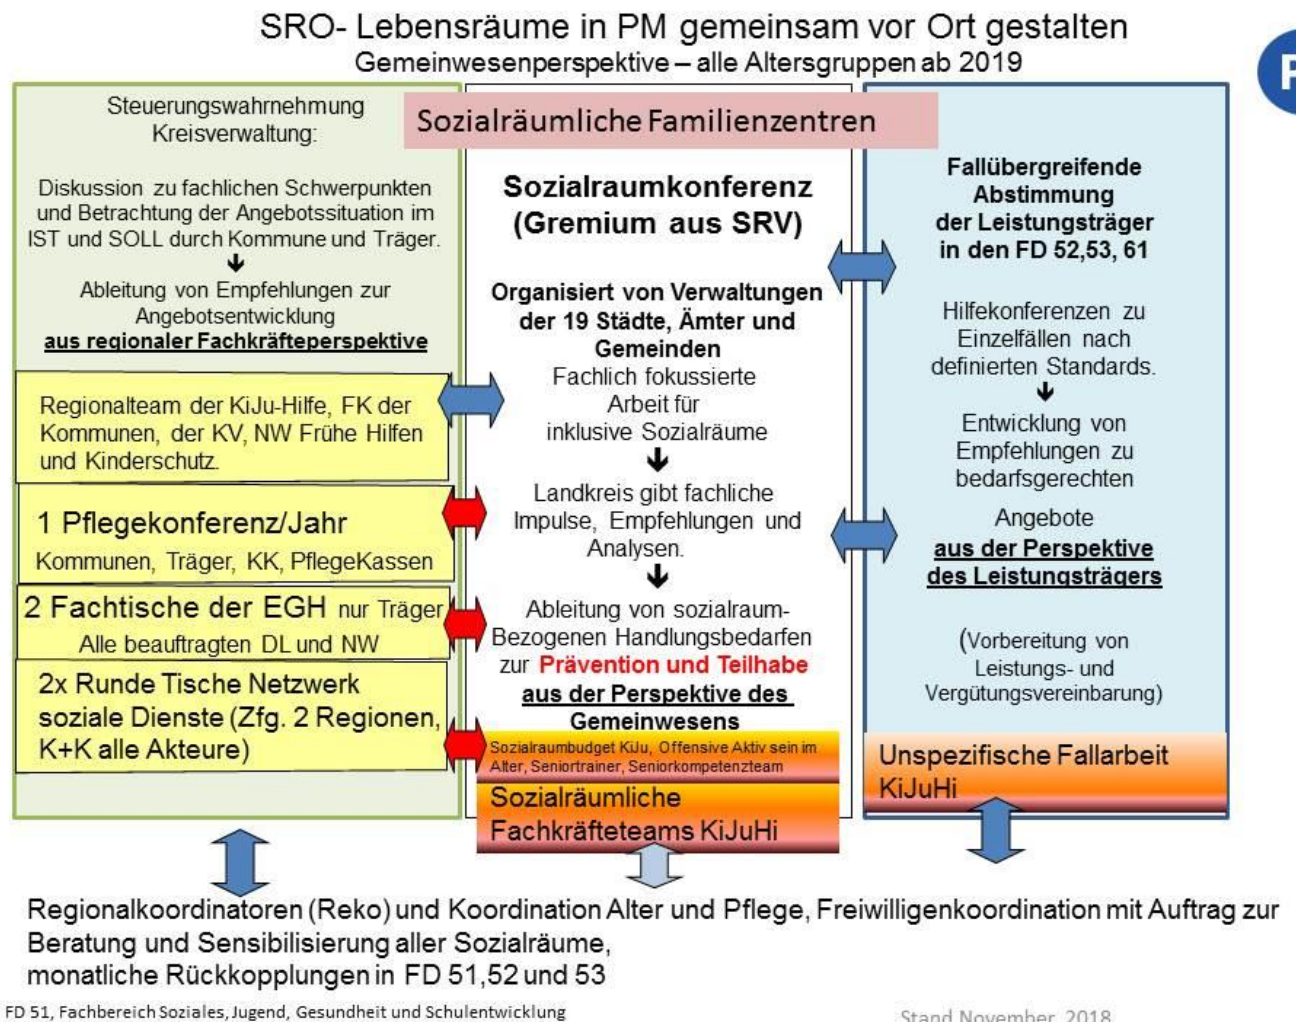 SRO- Lebensräume in PM gemeinsam vor Ort gestalten
Gemeinwesenperspektive – alle Altersgruppen ab 2019
P
Steuerungswahrnehmung
Kreisverwaltung:
Diskussion zu fachlichen Schwerpunkten
und Betrachtung der Angebotssituation im
IST und SOLL durch Kommune und Träger.
Ableitung von Empfehlungen zur
Angebotsentwicklung
aus regionaler Fachkräfteperspektive
Regionalteam der KiJu-Hilfe, FK der
Kommunen, der KV, NW Frühe Hilfen
und Kinderschutz.
1 Pflegekonferenz/Jahr
Kommunen, Träger, KK, PflegeKassen
2 Fachtische der EGH nur Träger
Alle beauftragten DL und NW
2x Runde Tische Netzwerk
soziale Dienste (Zfg. 2 Regionen,
K+K alle Akteure)
Sozialräumliche Familienzentren
Sozialraumkonferenz
(Gremium aus SRV)
Organisiert von Verwaltungen
der 19 Städte, Ämter und
Gemeinden
Fachlich fokussierte
Arbeit für
inklusive Sozialräume
Landkreis gibt fachliche
Impulse, Empfehlungen und
Analysen.
Ableitung von sozialraum-
Bezogenen Handlungsbedarfen
zur Prävention und Teilhabe
aus der Perspektive des
Gemeinwesens
Sozialraumbudget KiJu, Offensive Aktiv sein im
Alter, Seniortrainer, Seniorkompetenzteam
Sozialräumliche
Fachkräfteteams KiJuHi
Fallübergreifende
Abstimmung
der Leistungsträger
in den FD 52,53, 61
Hilfekonferenzen zu
Einzelfällen nach
definierten Standards.
Entwicklung von
Empfehlungen zu
bedarfsgerechten
Angebote
aus der Perspektive
des Leistungsträgers
(Vorbereitung von
Leistungs- und
Vergütungsvereinbarung)
Unspezifische Fallarbeit
KiJuHi
Regionalkoordinatoren (Reko) und Koordination Alter und Pflege, Freiwilligenkoordination mit Auftrag zur
Beratung und Sensibilisierung aller Sozialräume,
monatliche Rückkopplungen in FD 51,52 und 53
FD 51, Fachbereich Soziales, Jugend, Gesundheit und Schulentwicklung
Stand November 2018